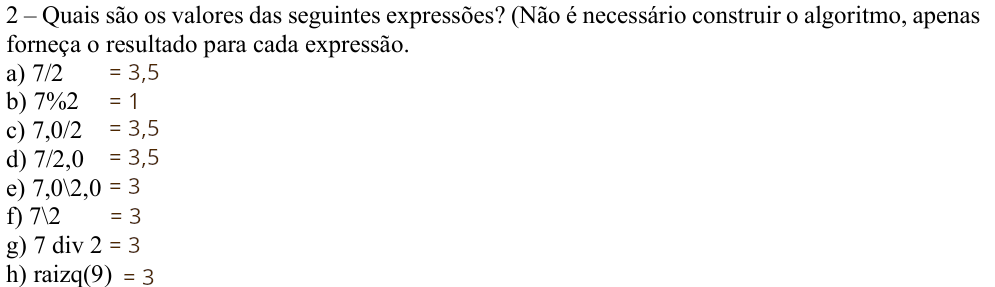 2 – Quais são os valores das seguintes expressões? (Não é necessário construir o algoritmo, apenas
forneça o resultado para cada expressão.
a) 7/2 = 3,5
b) 7%2 = 1
c) 7,0/2 = 3,5
d) 7/2,0 = 3,5
e) 7,0\2,0 = 3
f) 7\2 = 3
g) 7 div 2 = 3
h) raizq(9) = 3